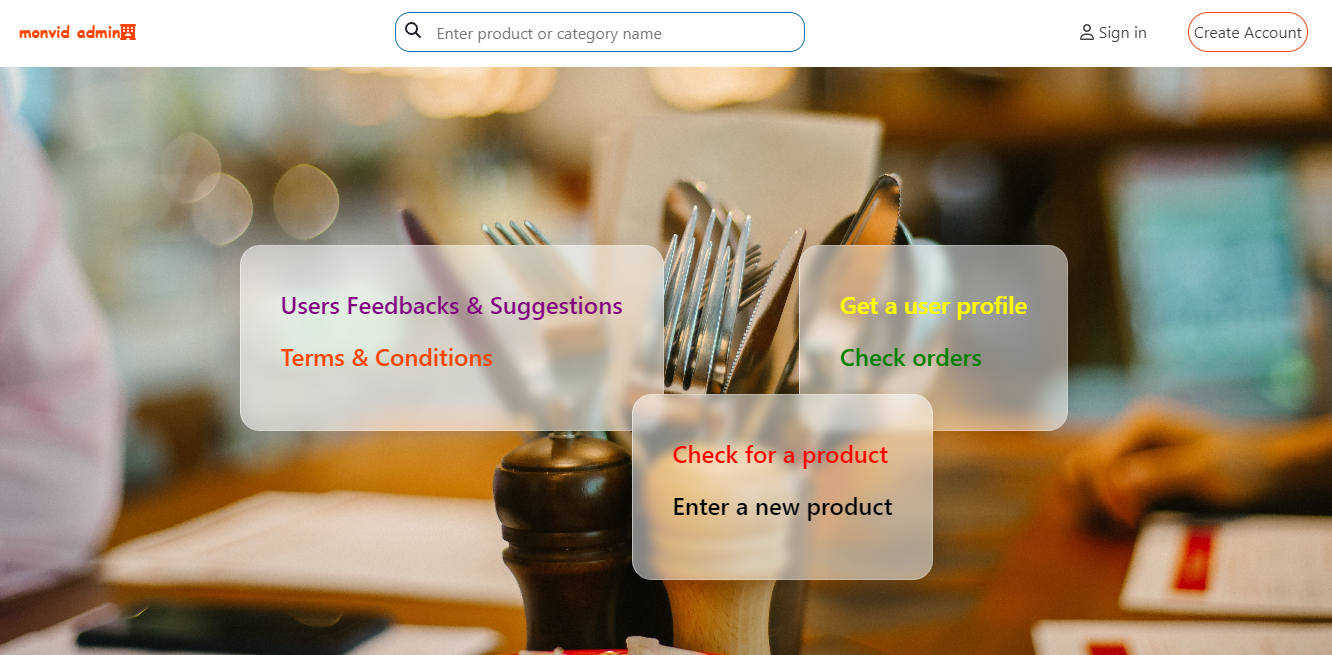 monvid admin
Enter product or category name
Sign in
Create Account
Users Feedbacks & Suggestions
Terms & Conditions
Get a user profile
Check orders
Check for a product
Enter a new product